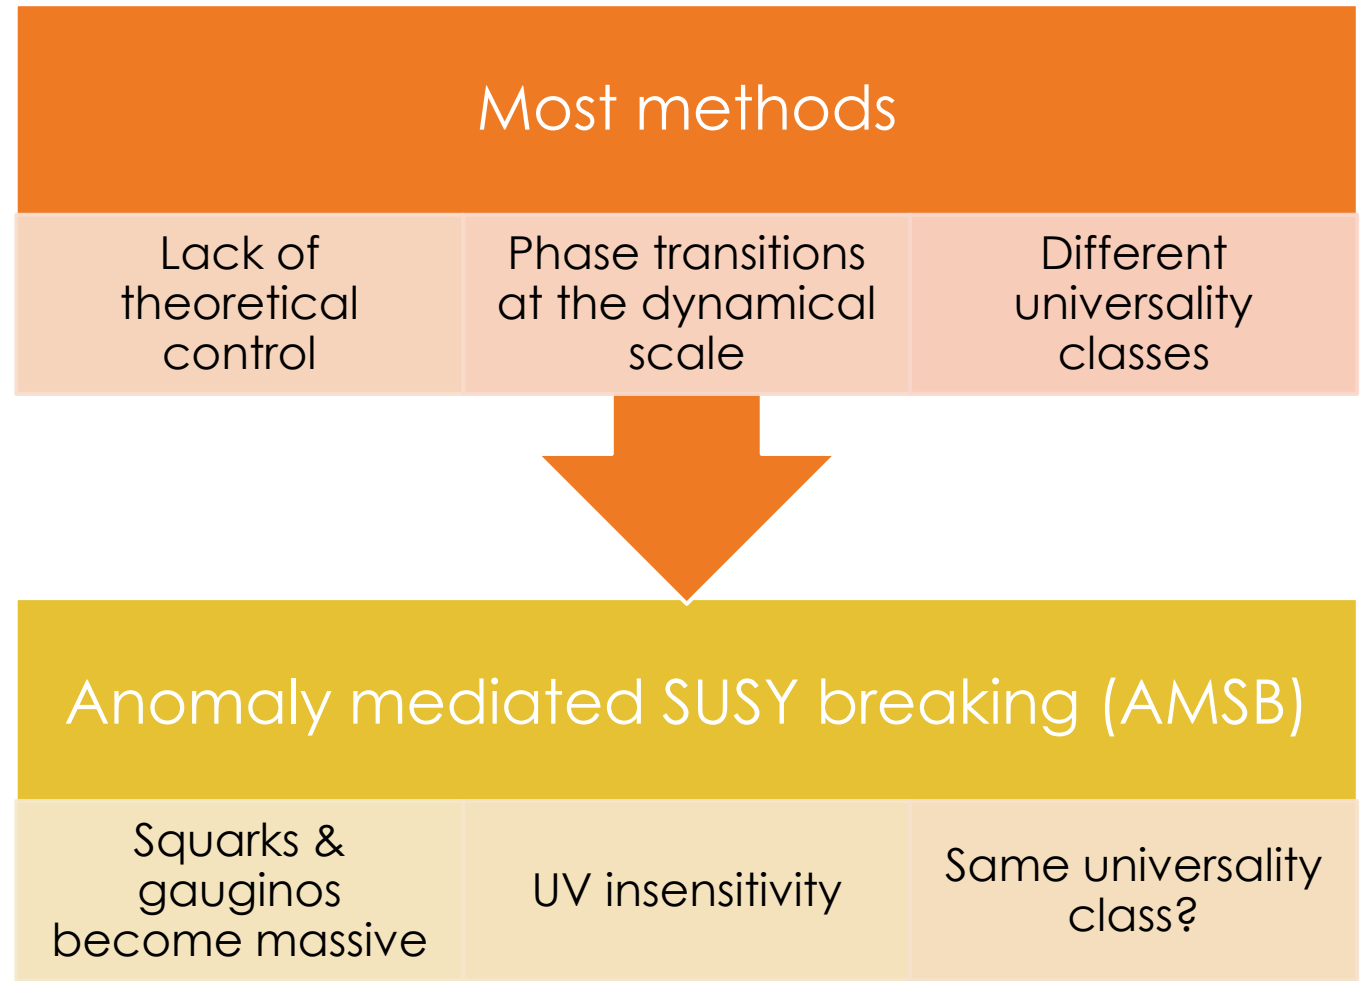 Most methods
Lack of
theoretical
control
Phase transitions
at the dynamical
scale
Different
universality
classes
Anomaly mediated SUSY breaking (AMSB)
Squarks &
gauginos
become massive
UV insensitivity
Same universality
class?